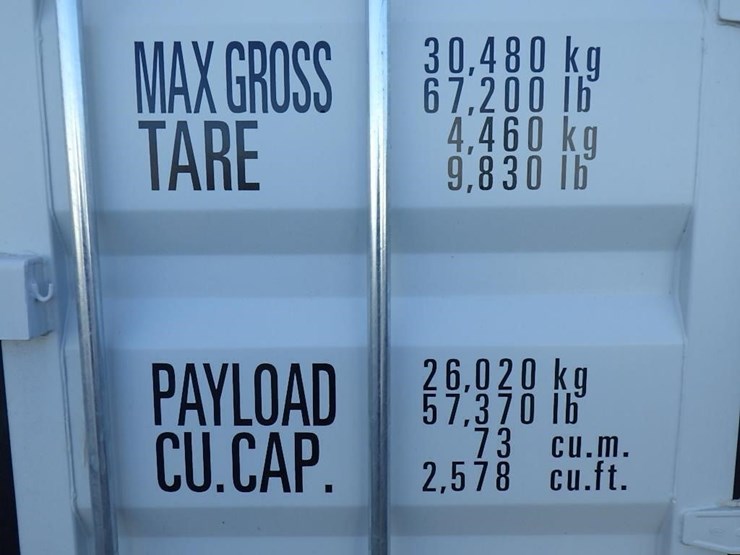 MAX GROSS 30,480 kg
67,200 lb
TARE 4,460 kg
9,830 lb
PAYLOAD 26,020 kg
57,370 lb
CU.CAP. 73 cu.m.
2,578 cu.ft.